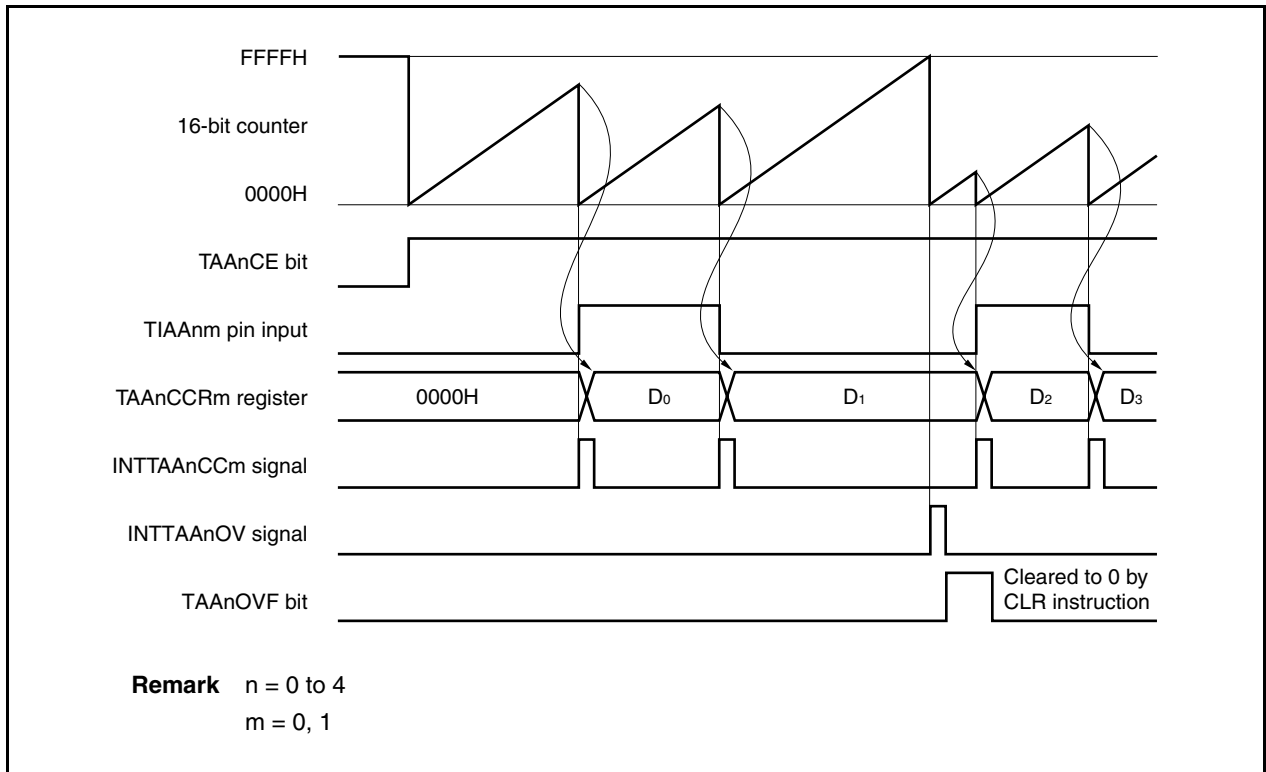 FFFFH
16-bit counter
0000H
TAAnCE bit
TIAAnm pin input
TAAnCCRm register
0000H
D0
D1
D2
D3
INTTAAnCCm signal
INTTAAnOV signal
TAAnOVF bit
Cleared to 0 by
CLR instruction
Remark n = 0 to 4
m = 0, 1